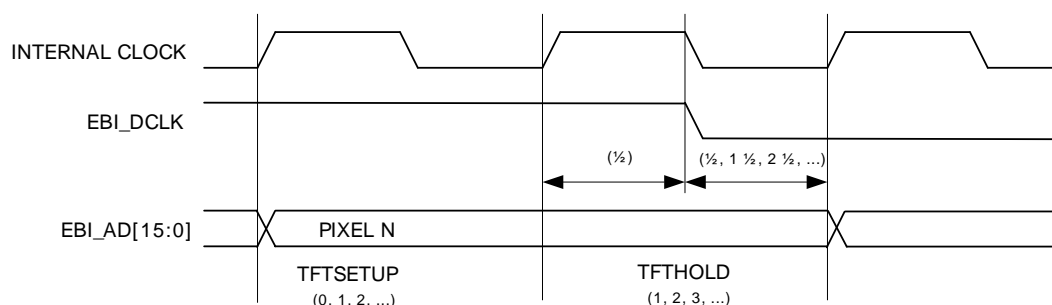 INTERNAL CLOCK
EBI_DCLK
(½)
(½, 1 ½, 2 ½, ...)
EBI_AD[15:0]
PIXEL N
TFTSETUP
(0, 1, 2, ...)
TFTHOLD
(1, 2, 3, ...)